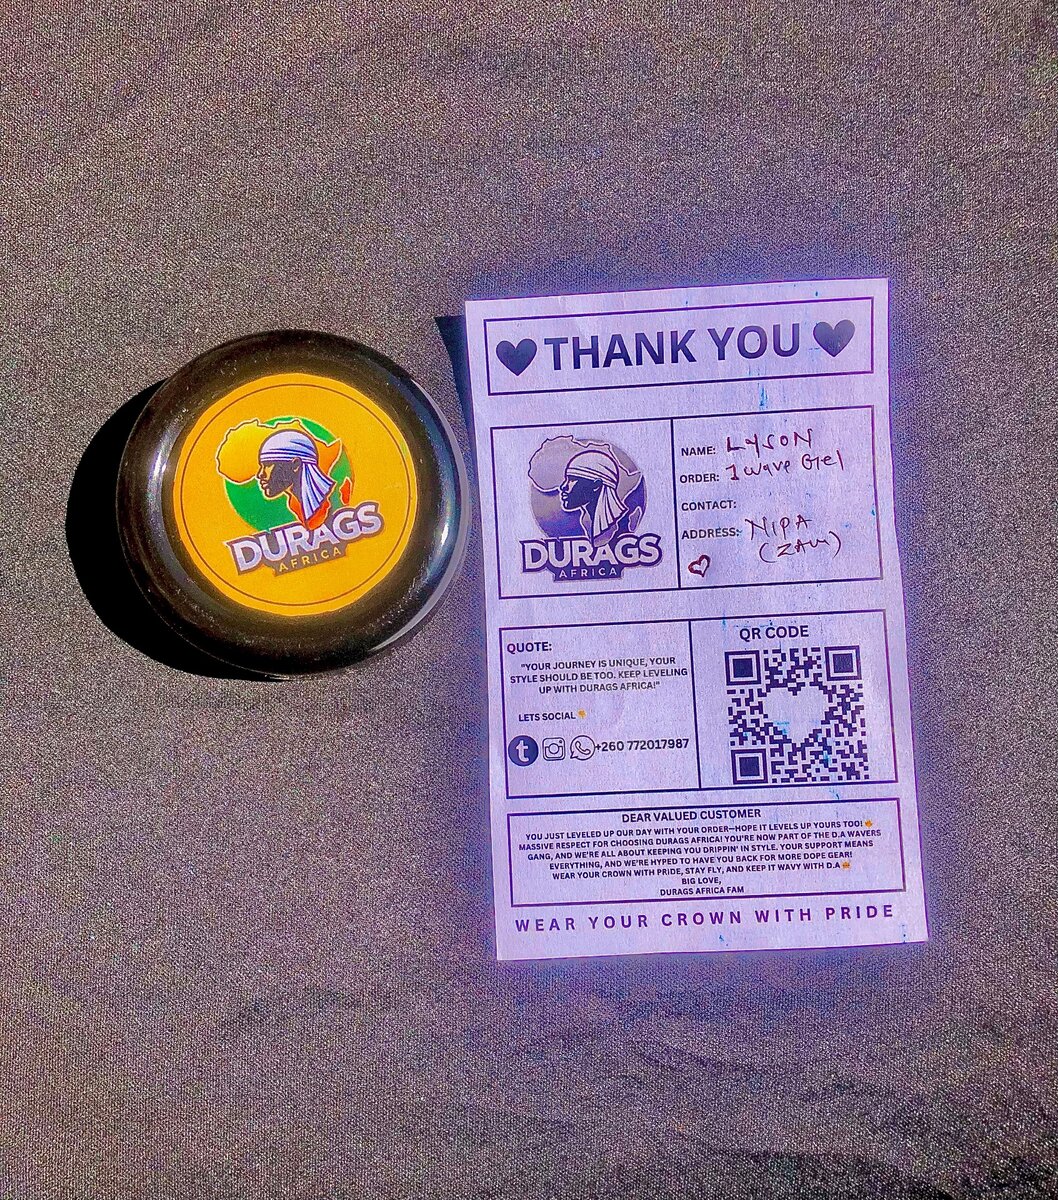 DURAGS
AFRICA
THANK YOU
DURAGS
AFRICA
NAME: LYSON
ORDER: 1 wave Gel
CONTACT:
ADDRESS: NIPA
QUOTE:
"YOUR JOURNEY IS UNIQUE, YOUR
STYLE SHOULD BE TOO. KEEP LEVELING
UP WITH DURAGS AFRICA!"
LETS SOCIAL 👇
t +260 772017987
QR CODE
DEAR VALUED CUSTOMER
YOU JUST LEVELED UP OUR DAY WITH YOUR ORDER—HOPE IT LEVELS UP YOURS TOO! 🔥
MASSIVE RESPECT FOR CHOOSING DURAGS AFRICA! YOU'RE NOW PART OF THE D.A WAVERS
GANG, AND WE'RE ALL ABOUT KEEPING YOU DRIPPIN' IN STYLE. YOUR SUPPORT MEANS
EVERYTHING, AND WE'RE HYPED TO HAVE YOU BACK FOR MORE DOPE GEAR!
WEAR YOUR CROWN WITH PRIDE, STAY FLY, AND KEEP IT WAVY WITH D.A 👑
BIG LOVE,
DURAGS AFRICA FAM
WEAR YOUR CROWN WITH PRIDE